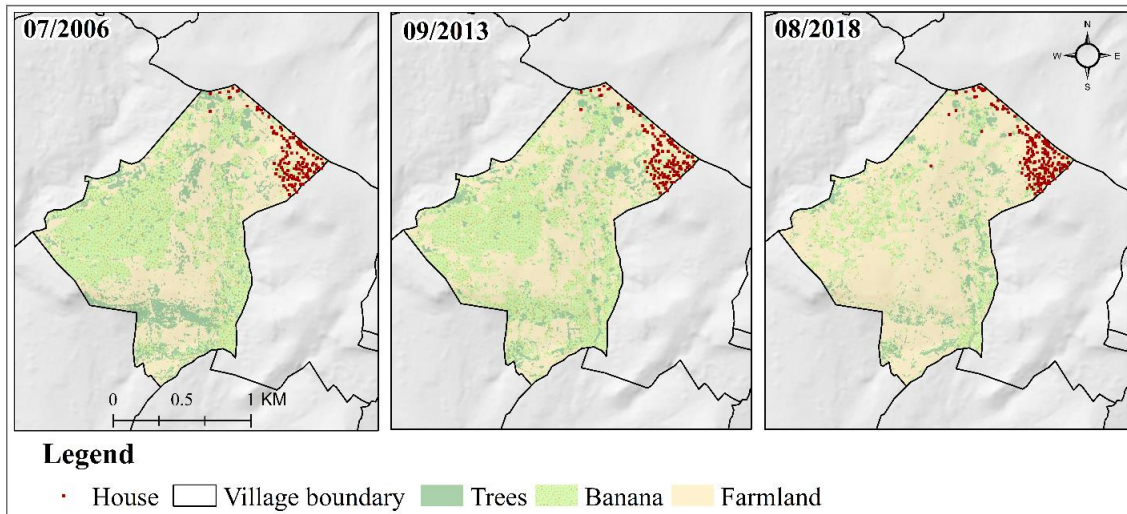 07/2006
09/2013
08/2018
N
W E
S
0 0.5 1 KM
Legend
House Village boundary Trees Banana Farmland